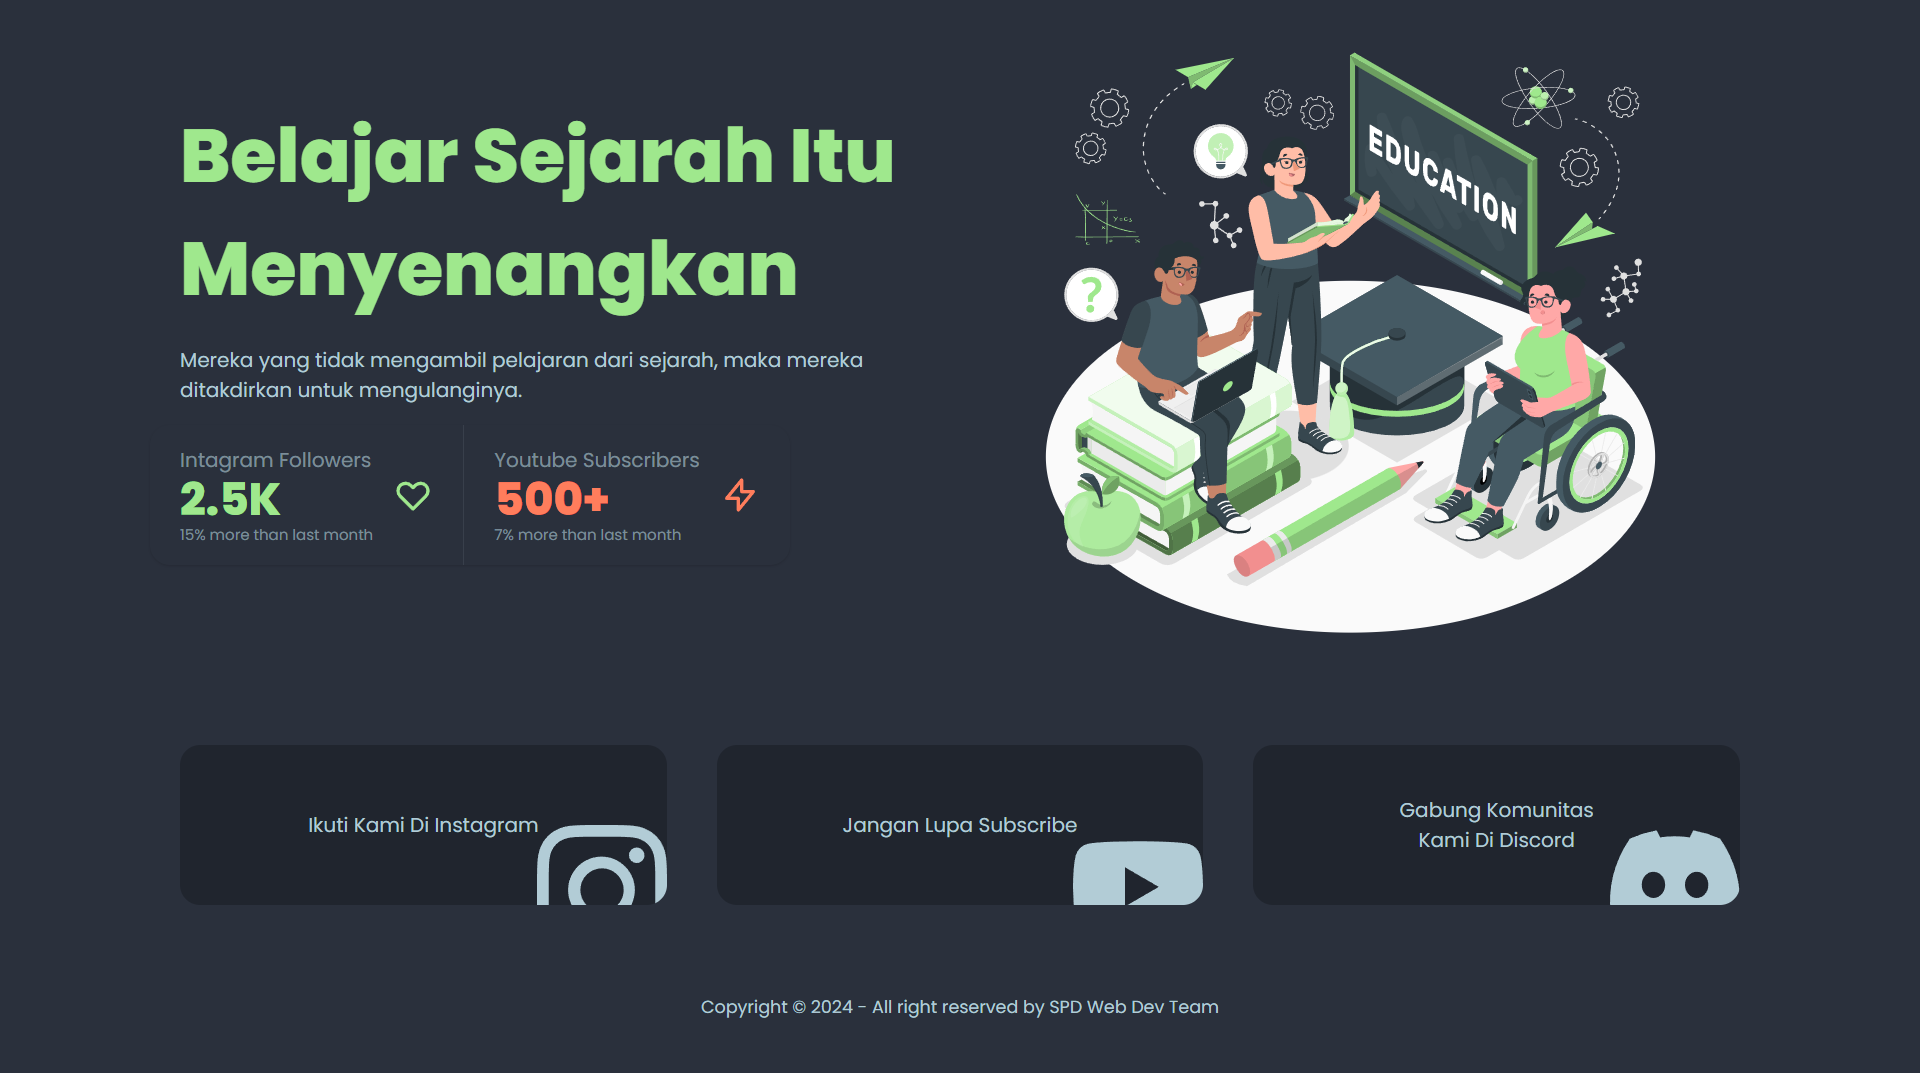 Belajar Sejarah Itu
Menyenangkan
Mereka yang tidak mengambil pelajaran dari sejarah, maka mereka
ditakdirkan untuk mengulanginya.
Intagram Followers
2.5K
15% more than last month
Youtube Subscribers
500+
7% more than last month
EDUCATION
?
Ikuti Kami Di Instagram
Jangan Lupa Subscribe
Gabung Komunitas
Kami Di Discord
Copyright © 2024 - All right reserved by SPD Web Dev Team